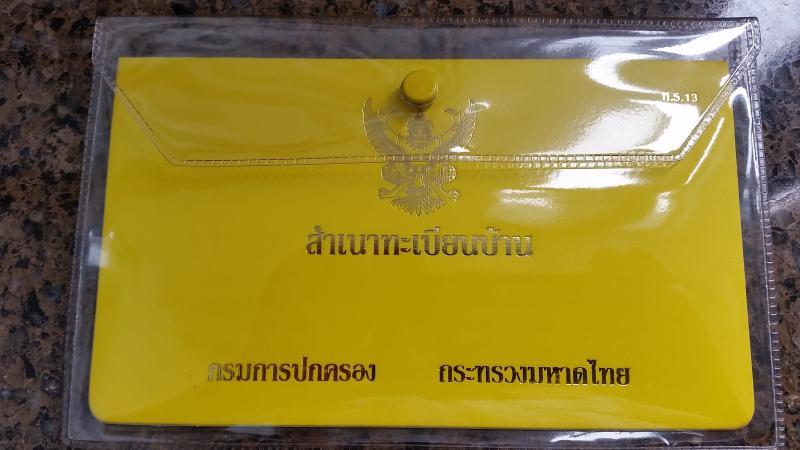 ท.ร.13
สำเนาทะเบียนบ้าน
กรมการปกครอง กระทรวงมหาดไทย